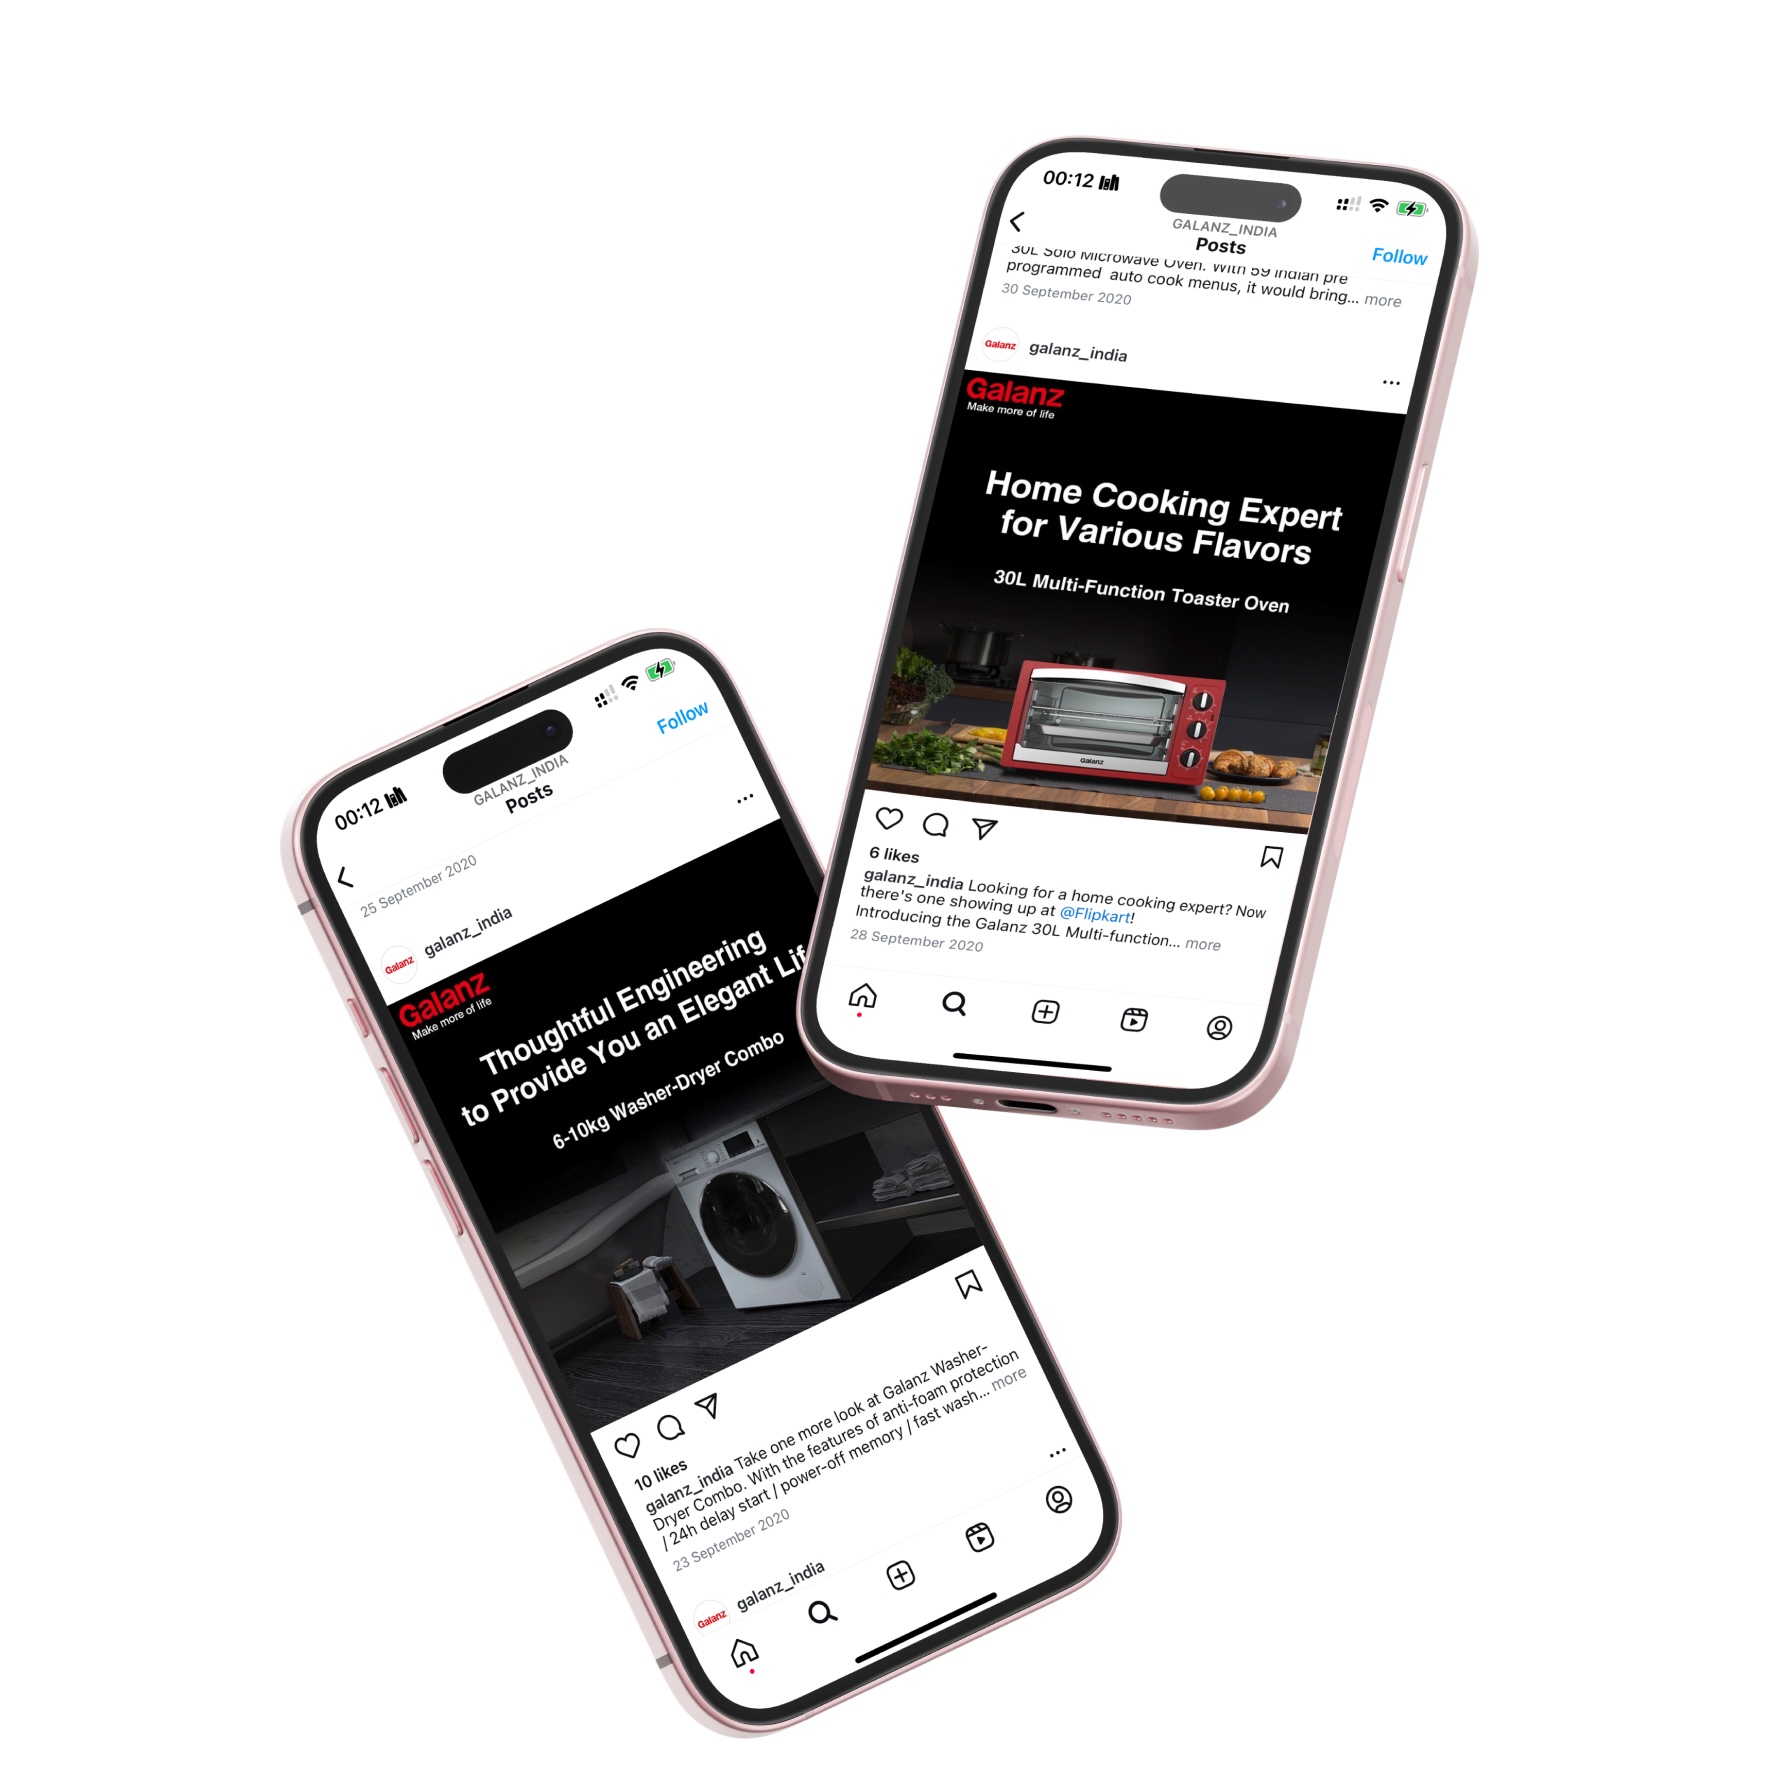 00:12
GALANZ_INDIA
Posts
Follow
30L Solo Microwave Oven. With 59 Indian pre
programmed auto cook menus, it would bring... more
30 September 2020
Galanz
galanz_india
Galanz
Make more of life
Home Cooking Expert
for Various Flavors
30L Multi-Function Toaster Oven
Galanz
6 likes
galanz_india Looking for a home cooking expert? Now
there's one showing up at @Flipkart!
Introducing the Galanz 30L Multi-function... more
28 September 2020
00:12
GALANZ_INDIA
Posts
Follow
25 September 2020
Galanz
galanz_india
Galanz
Make more of life
Thoughtful Engineering
to Provide You an Elegant Lif
6-10kg Washer-Dryer Combo
10 likes
galanz_india Take one more look at Galanz Washer-
Dryer Combo. With the features of anti-foam protection
/ 24h delay start / power-off memory / fast wash... more
23 September 2020
Galanz
galanz_india